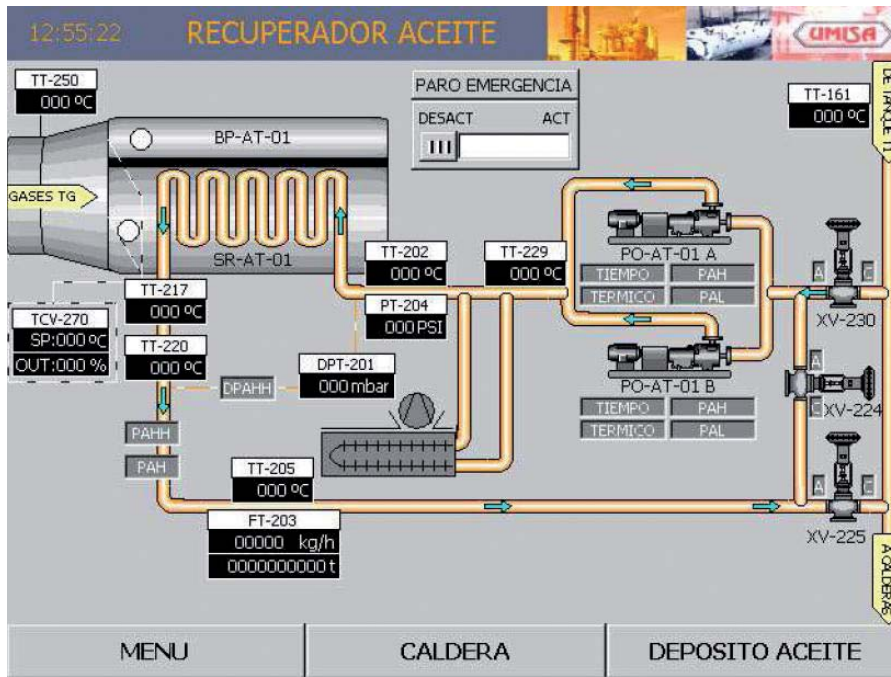 12:55:22
RECUPERADOR ACEITE
UMISA
TT-250
000 ºC
PARO EMERGENCIA
DESACT
ACT
TT-161
000 ºC
DE TANQUE T1
BP-AT-01
GASES TG
SR-AT-01
TT-202
000 ºC
TT-229
000 ºC
PO-AT-01 A
TIEMPO
PAH
TERMICO
PAL
A
C
XV-230
TT-217
000 ºC
PT-204
000 PSI
TCV-270
SP:000 ºC
OUT:000 %
TT-220
000 ºC
DPT-201
000 mbar
DPAHH
PO-AT-01 B
TIEMPO
PAH
TERMICO
PAL
A
C
XV-224
PAHH
PAH
TT-205
000 ºC
FT-203
00000 kg/h
0000000000 t
A
C
XV-225
A CALDERAS
MENU
CALDERA
DEPOSITO ACEITE